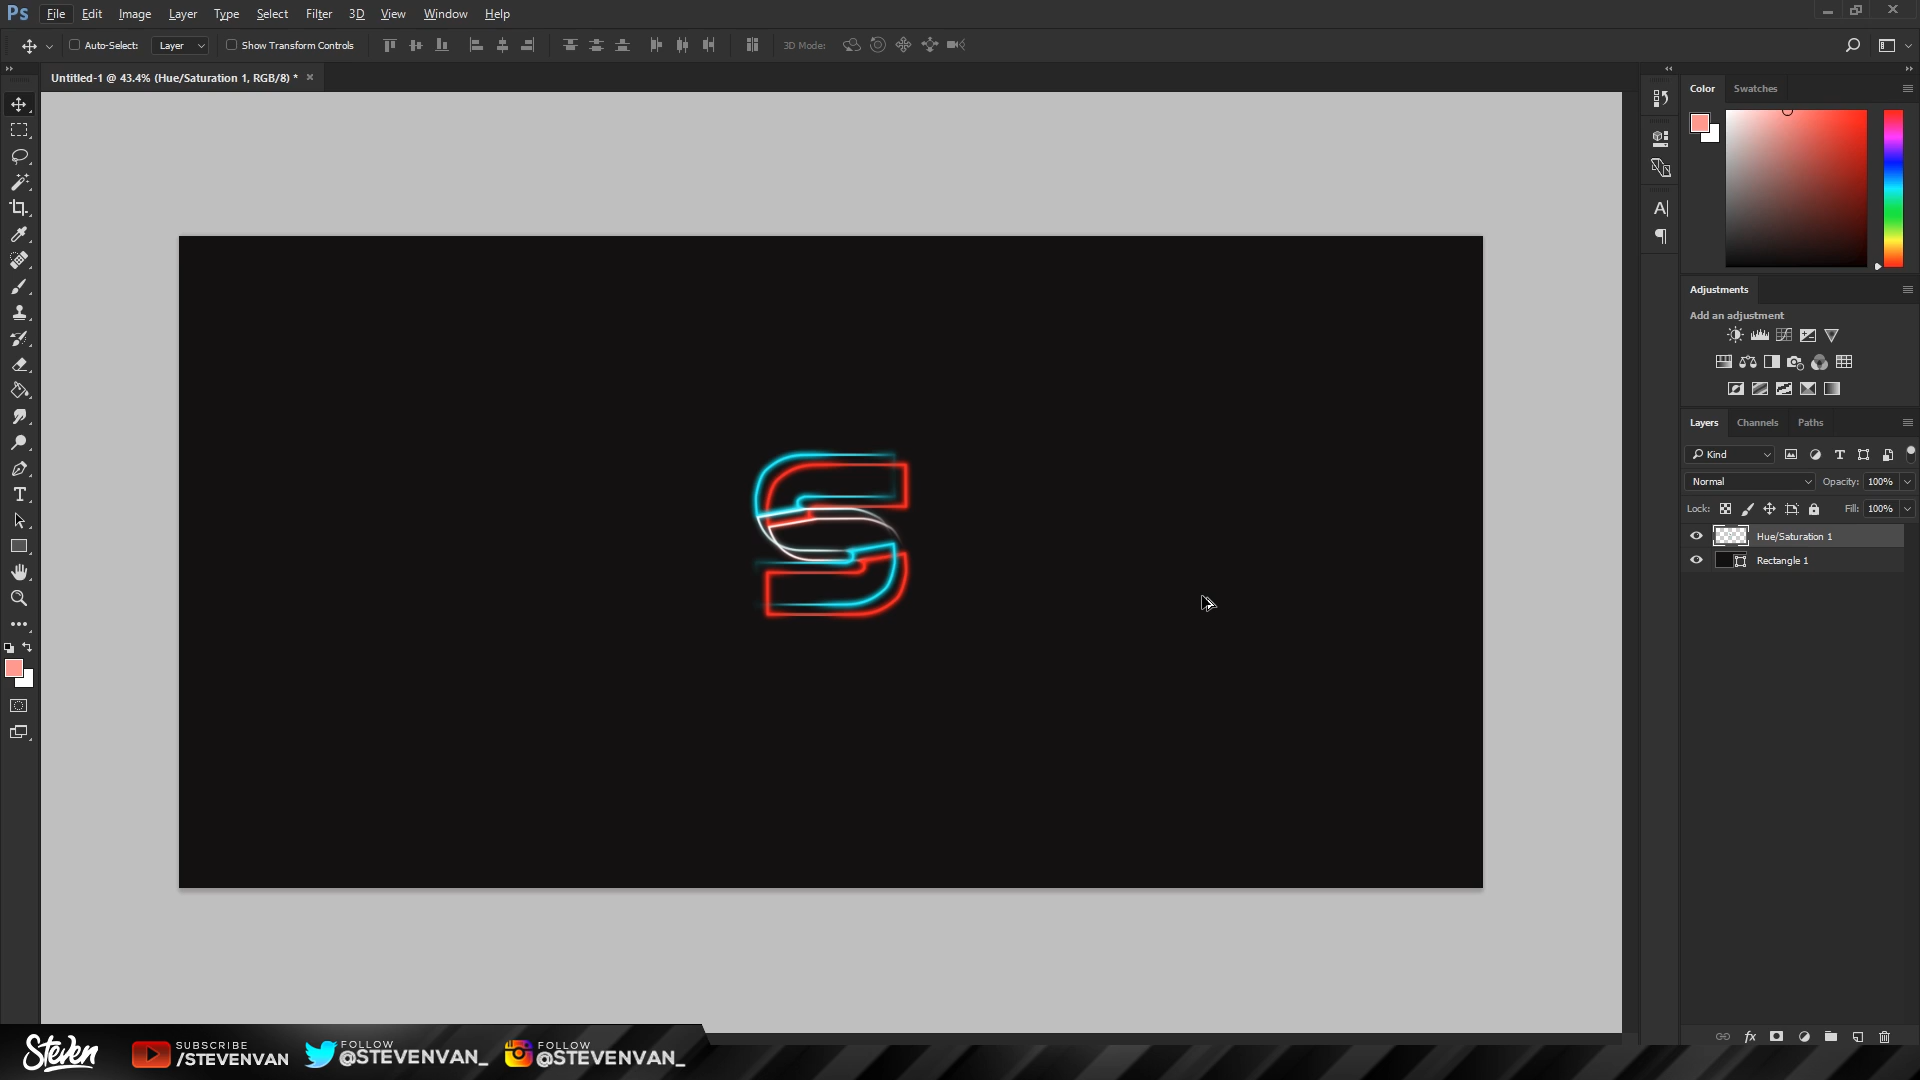 Ps File Edit Image Layer Type Select Filter 3D View Window Help
Auto-Select: Layer Show Transform Controls 3D Mode:
Untitled-1 @ 43.4% (Hue/Saturation 1, RGB/8) *
Color Swatches
Adjustments
Add an adjustment
Layers Channels Paths
Kind
Normal Opacity: 100%
Lock: Fill: 100%
Hue/Saturation 1
Rectangle 1
S
fx
Steven
SUBSCRIBE
/STEVENVAN
FOLLOW
@STEVENVAN_
FOLLOW
@STEVENVAN_